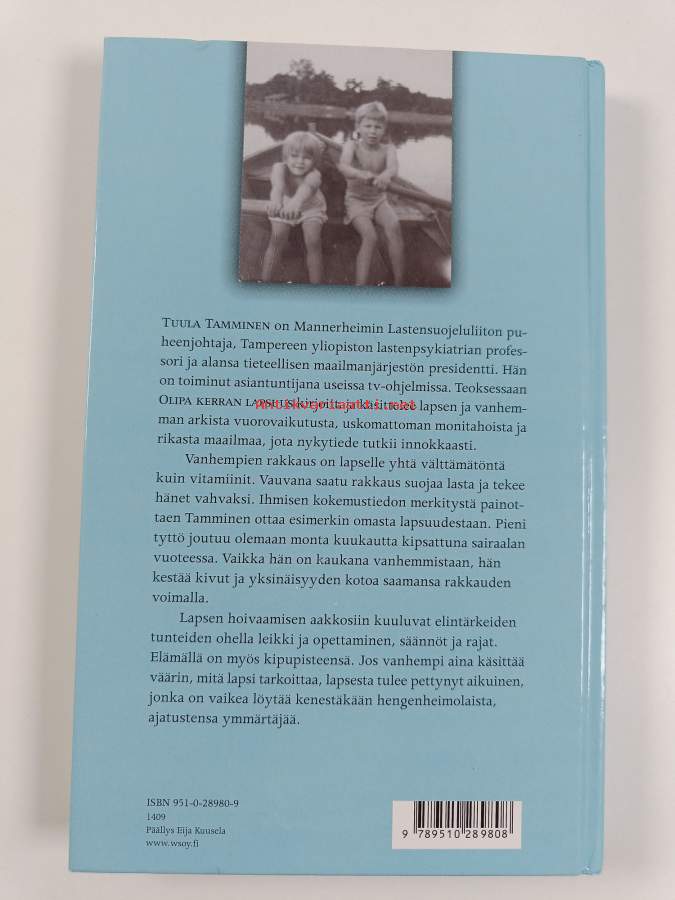 TUULA TAMMINEN on Mannerheimin Lastensuojeluliiton pu-
heenjohtaja, Tampereen yliopiston lastenpsykiatrian profes-
sori ja alansa tieteellisen maailmanjärjestön presidentti. Hän
on toiminut asiantuntijana useissa tv-ohjelmissa. Teoksessaan
OLIPA KERRAN LAPSUUS kirjoittaja käsittelee lapsen ja vanhem-
Antikvariaatti.net
man arkista vuorovaikutusta, uskomattoman monitahoista ja
rikasta maailmaa, jota nykytiede tutkii innokkaasti.
Vanhempien rakkaus on lapselle yhtä välttämätöntä
kuin vitamiinit. Vauvana saatu rakkaus suojaa lasta ja tekee
hänet vahvaksi. Ihmisen kokemustiedon merkitystä painot-
taen Tamminen ottaa esimerkin omasta lapsuudestaan. Pieni
tyttö joutuu olemaan monta kuukautta kipsattuna sairaalan
vuoteessa. Vaikka hän on kaukana vanhemmistaan, hän
kestää kivut ja yksinäisyyden kotoa saamansa rakkauden
voimalla.
Lapsen hoivaamisen aakkosiin kuuluvat elintärkeiden
tunteiden ohella leikki ja opettaminen, säännöt ja rajat.
Elämällä on myös kipupisteensä. Jos vanhempi aina käsittää
väärin, mitä lapsi tarkoittaa, lapsesta tulee pettynyt aikuinen,
jonka on vaikea löytää kenestäkään hengenheimolaista,
ajatustensa ymmärtäjää.
ISBN 951-0-28980-9
1409
Päällys Eija Kuusela
www.wsoy.fi
9 789510 289808